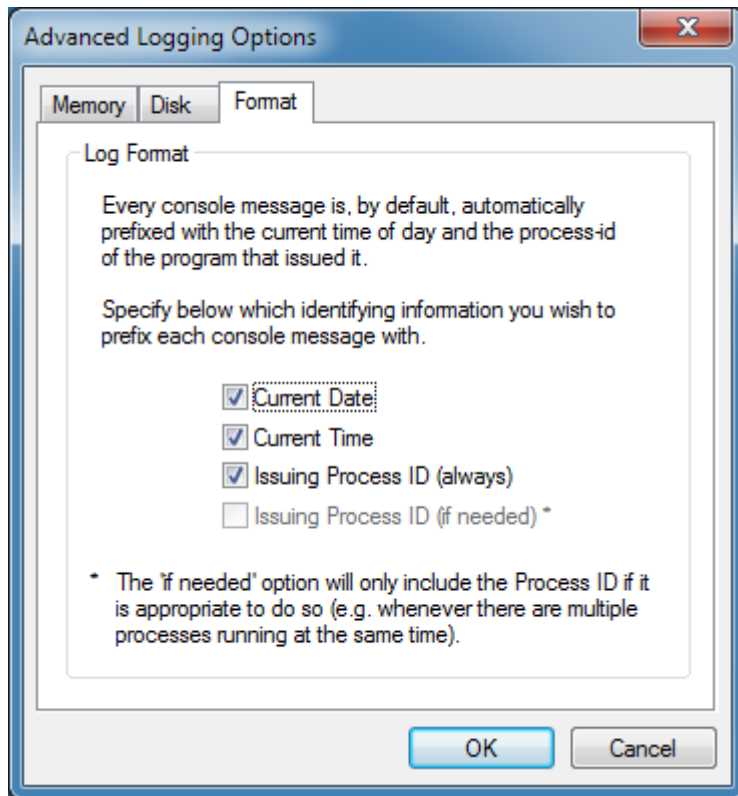 Advanced Logging Options
Memory Disk Format
Log Format
Every console message is, by default, automatically
prefixed with the current time of day and the process-id
of the program that issued it.
Specify below which identifying information you wish to
prefix each console message with.
Current Date
Current Time
Issuing Process ID (always)
Issuing Process ID (if needed) *
* The 'if needed' option will only include the Process ID if it
is appropriate to do so (e.g. whenever there are multiple
processes running at the same time).
OK Cancel